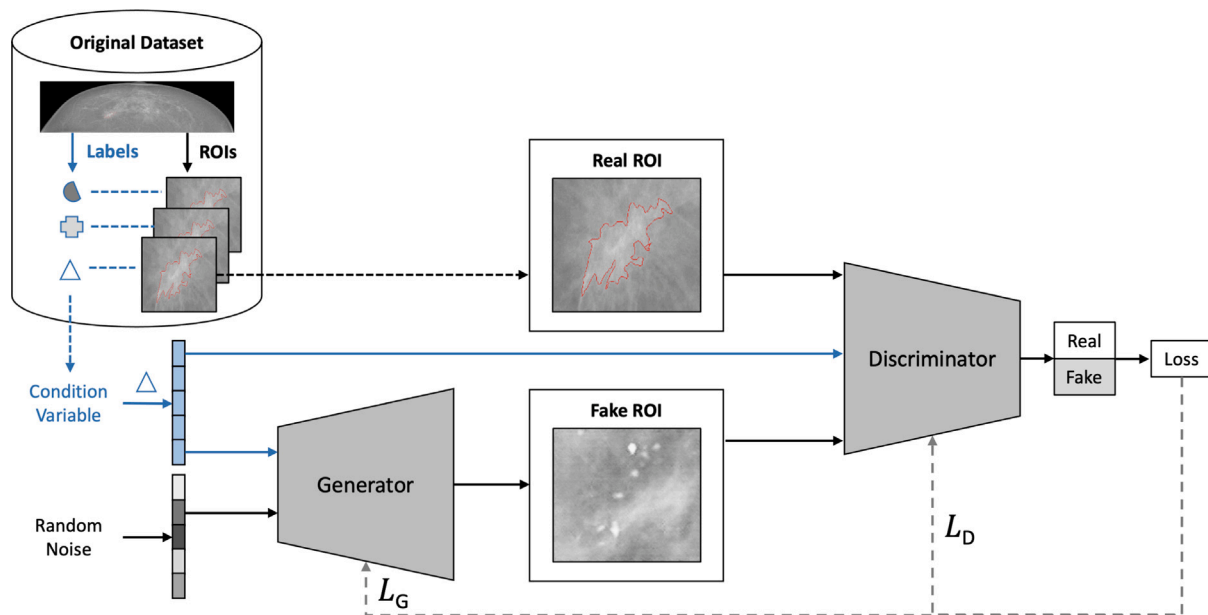 Original Dataset
Labels
ROIs
Real ROI
Discriminator
Real
Fake
Loss
Condition
Variable
Fake ROI
Generator
Random
Noise
L_G
L_D